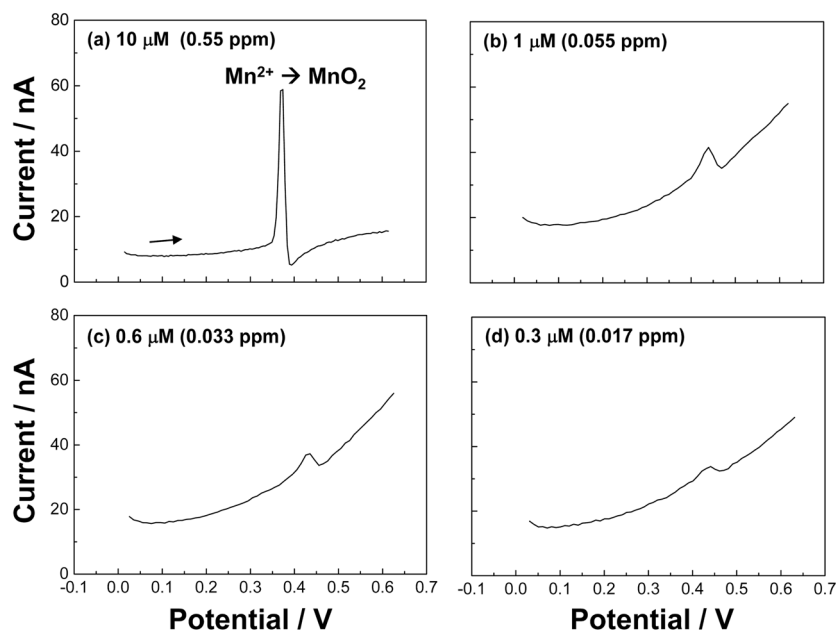 (a) 10 μM (0.55 ppm)
Mn²⁺ → MnO₂
Current / nA
80
60
40
20
0
(b) 1 μM (0.055 ppm)
(c) 0.6 μM (0.033 ppm)
Current / nA
80
60
40
20
0
-0.1 0.0 0.1 0.2 0.3 0.4 0.5 0.6 0.7
Potential / V
(d) 0.3 μM (0.017 ppm)
-0.1 0.0 0.1 0.2 0.3 0.4 0.5 0.6 0.7
Potential / V